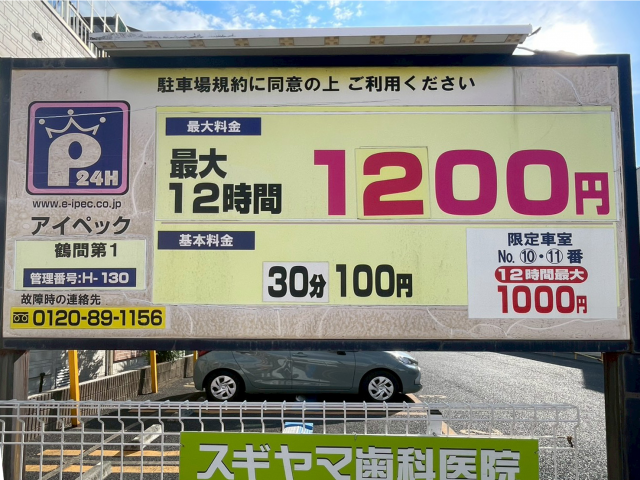 駐車場規約に同意の上 ご利用ください
P
24H
www.e-ipec.co.jp
アイペック
鶴間第1
管理番号:H-130
故障時の連絡先
0120-89-1156
最大料金
最大
12時間
1200円
基本料金
30分 100円
限定車室
No. ⑩・⑪ 番
12時間最大
1000円
スギヤマ歯科医院